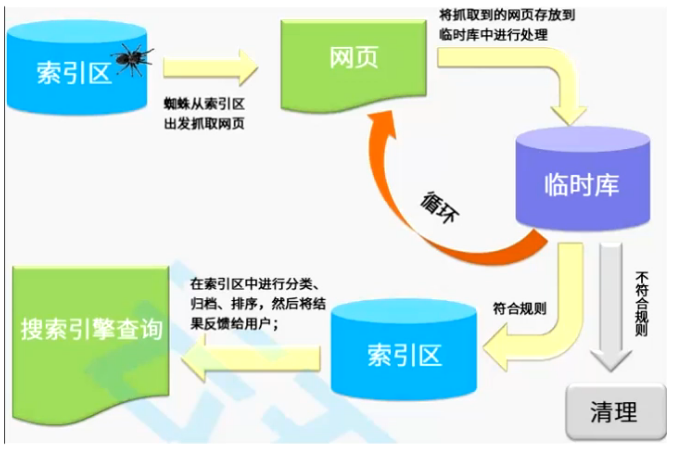 索引区
蜘蛛从索引区
出发抓取网页
网页
将抓取到的网页存放到
临时库中进行处理
临时库
循环
不符合规则
清理
符合规则
索引区
在索引区中进行分类、
归档、排序，然后将结
果反馈给用户；
搜索引擎查询